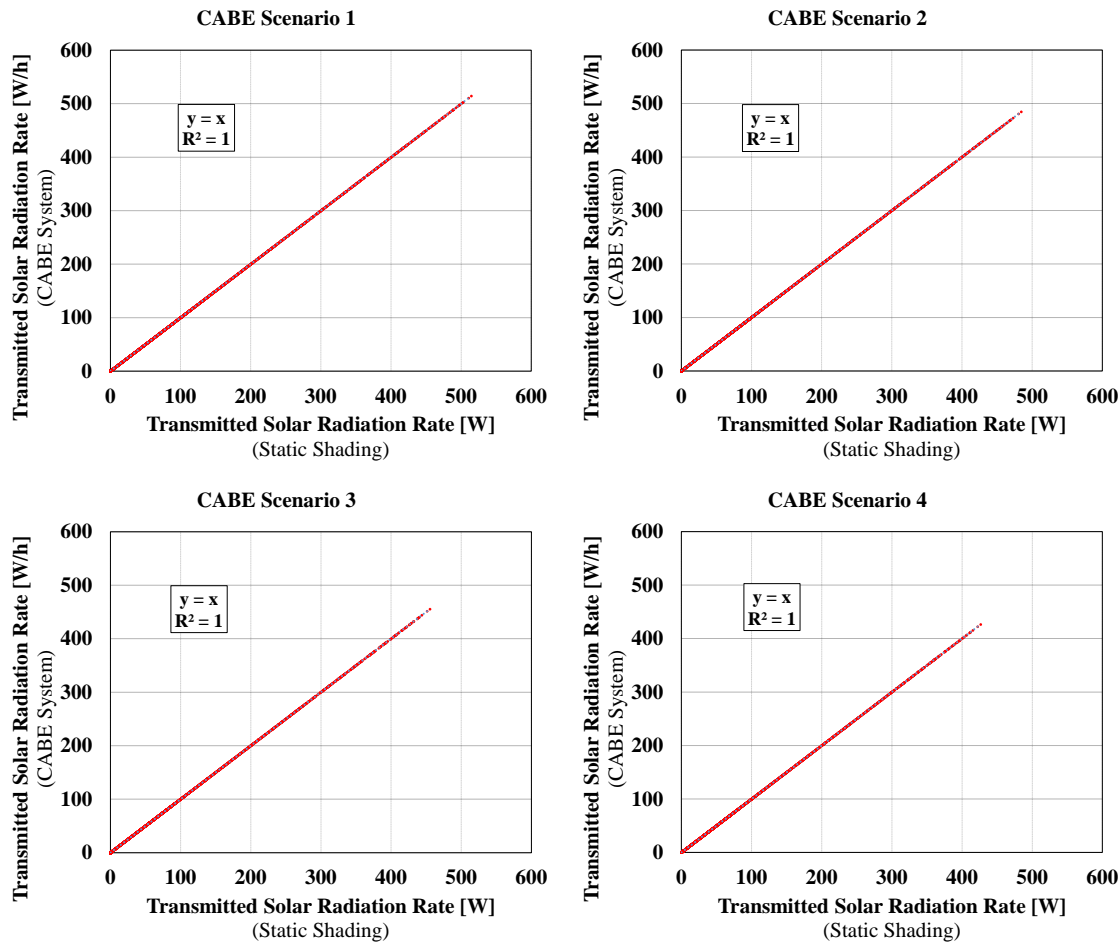 CABE Scenario 1
Transmitted Solar Radiation Rate [W/h]
(CABE System)
600
500
400
300
200
100
0
y = x
R² = 1
0 100 200 300 400 500 600
Transmitted Solar Radiation Rate [W]
(Static Shading)
CABE Scenario 2
Transmitted Solar Radiation Rate [W/h]
(CABE System)
600
500
400
300
200
100
0
y = x
R² = 1
0 100 200 300 400 500 600
Transmitted Solar Radiation Rate [W]
(Static Shading)
CABE Scenario 3
Transmitted Solar Radiation Rate [W/h]
(CABE System)
600
500
400
300
200
100
0
y = x
R² = 1
0 100 200 300 400 500 600
Transmitted Solar Radiation Rate [W]
(Static Shading)
CABE Scenario 4
Transmitted Solar Radiation Rate [W/h]
(CABE System)
600
500
400
300
200
100
0
y = x
R² = 1
0 100 200 300 400 500 600
Transmitted Solar Radiation Rate [W]
(Static Shading)